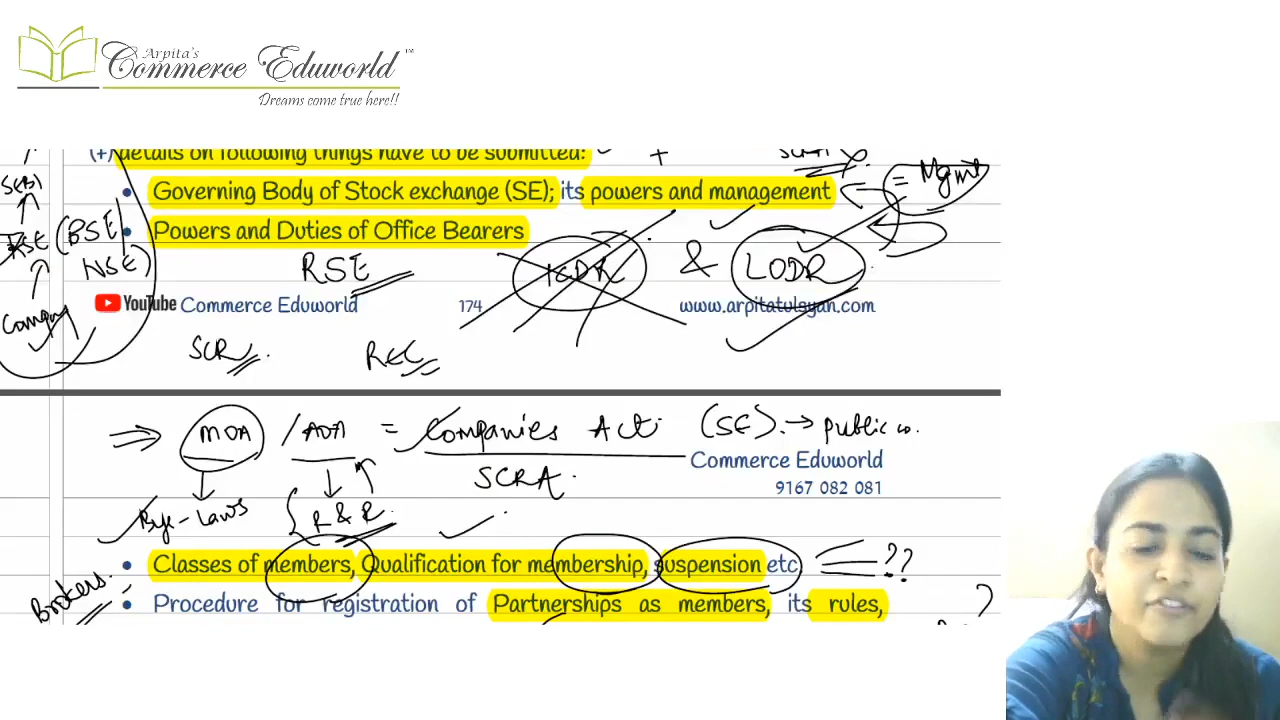 Arpita's
Commerce Eduworld™
Dreams come true here!!
(+) details on following things have to be submitted:
+ SCRA
= Mgmt
• Governing Body of Stock exchange (SE); its powers and management
SEBI
• Powers and Duties of Office Bearers
RSE (BSE
NSE)
RSE
ICDR & LODR
YouTube Commerce Eduworld 174 www.arpitatulsyan.com
Company
SCR REC
⇒ MOA / AOA = Companies Act (SE). → public co.
SCRA.
Commerce Eduworld
9167 082 081
Bye-laws { R & R.
• Classes of members, Qualification for membership, suspension etc ??
Brokers.
• Procedure for registration of Partnerships as members, its rules, ?